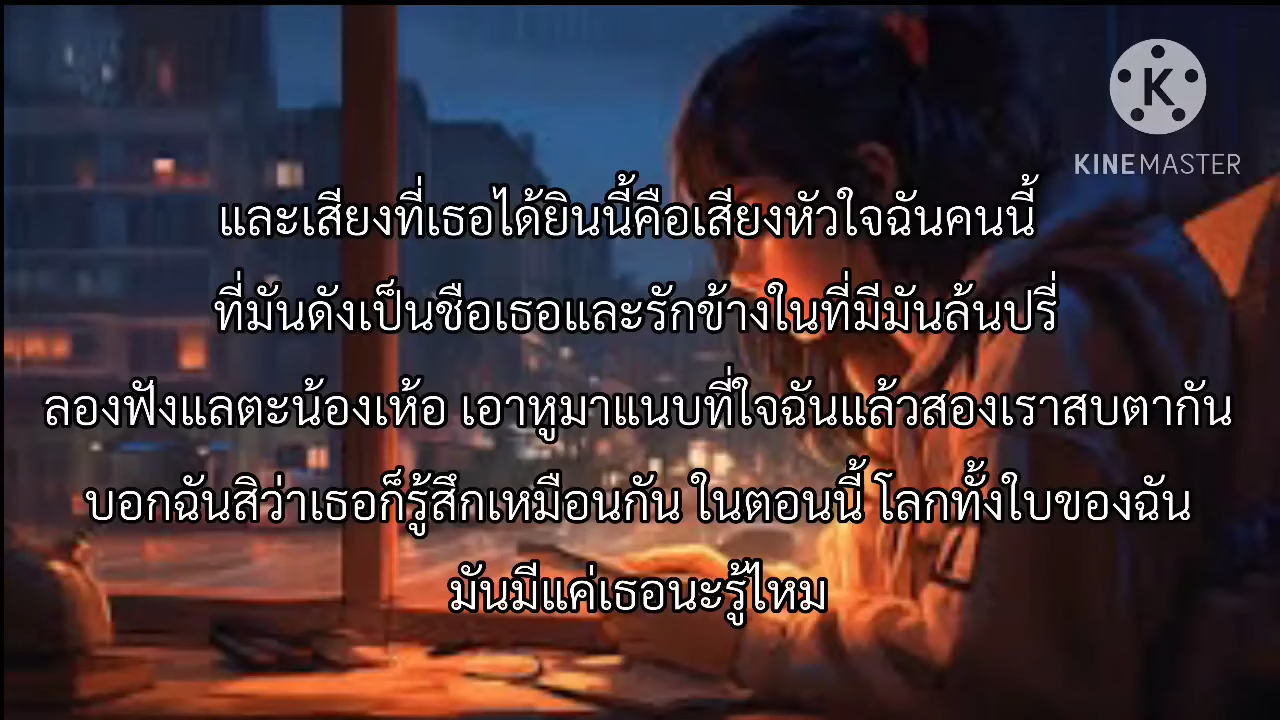 KINEMASTER
และเสียงที่เธอได้ยินนี้คือเสียงหัวใจฉันคนนี้
ที่มันดังเป็นชือเธอและรักข้างในที่มีมันล้นปรี่
ลองฟังแลตะน้องเห้อ เอาหูมาแนบที่ใจฉันแล้วสองเราสบตากัน
บอกฉันสิว่าเธอก็รู้สึกเหมือนกัน ในตอนนี้ โลกทั้งใบของฉัน
มันมีแค่เธอนะรู้ไหม